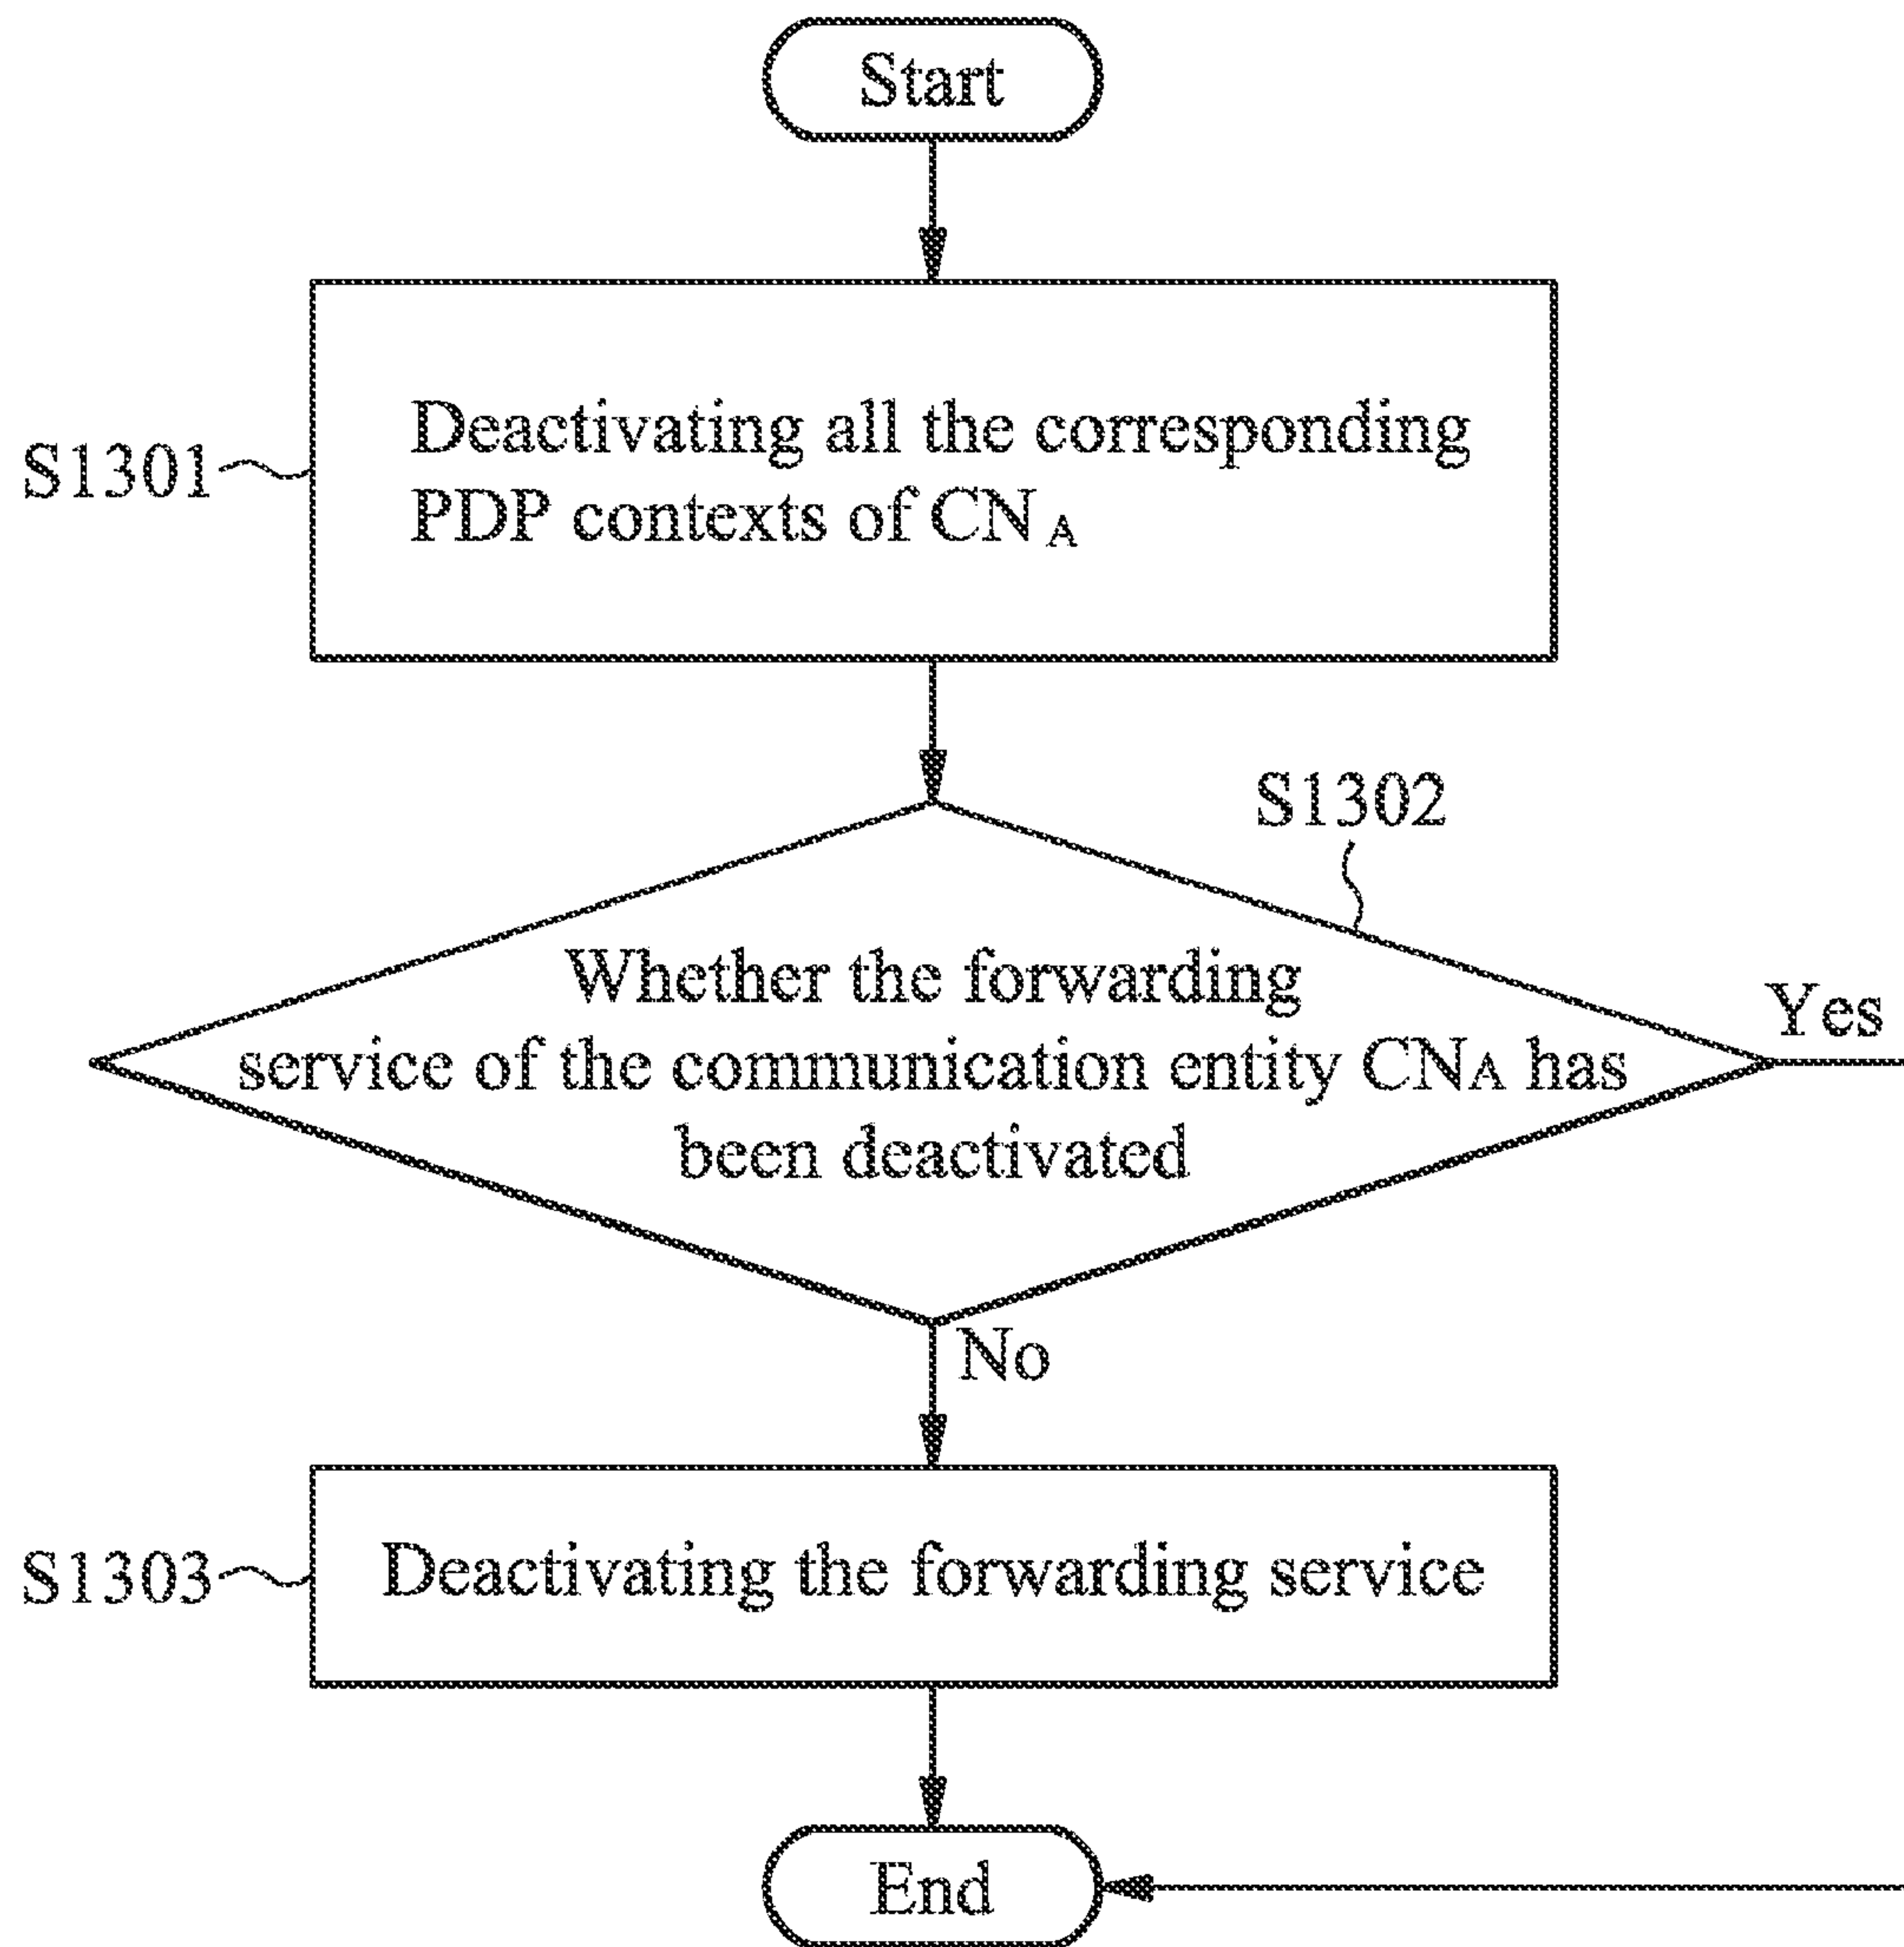 Start
S1301
Deactivating all the corresponding
PDP contexts of CN A
S1302
Whether the forwarding
service of the communication entity CNA has
been deactivated
Yes
No
S1303
Deactivating the forwarding service
End